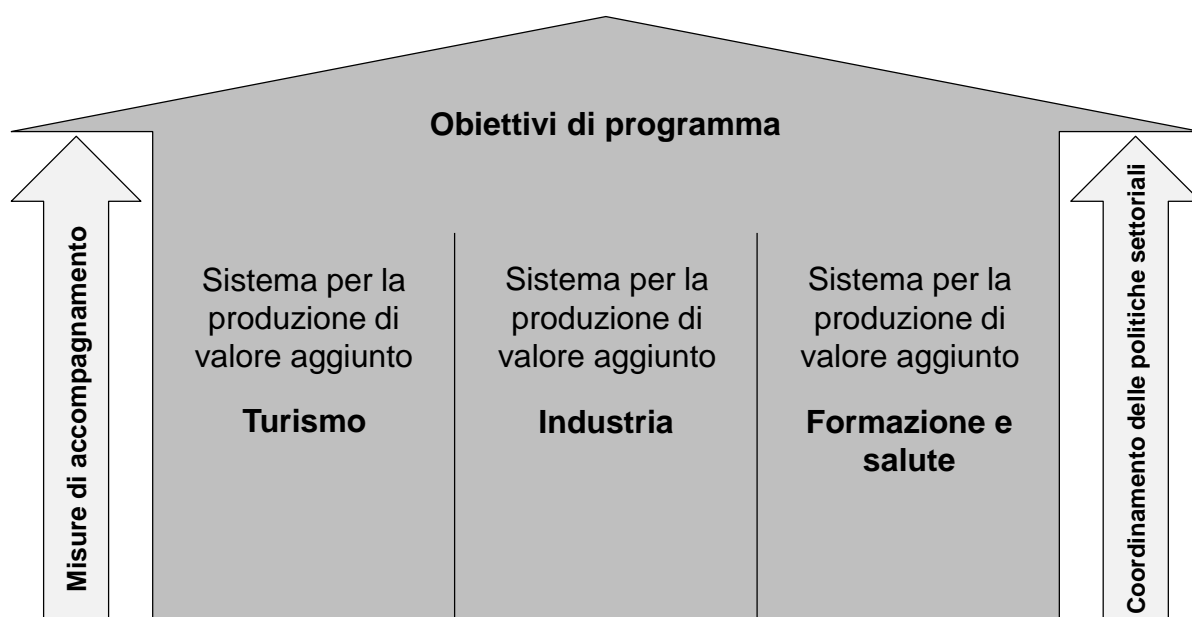 Obiettivi di programma
Misure di accompagnamento
Sistema per la
produzione di
valore aggiunto
Turismo
Sistema per la
produzione di
valore aggiunto
Industria
Sistema per la
produzione di
valore aggiunto
Formazione e
salute
Coordinamento delle politiche settoriali